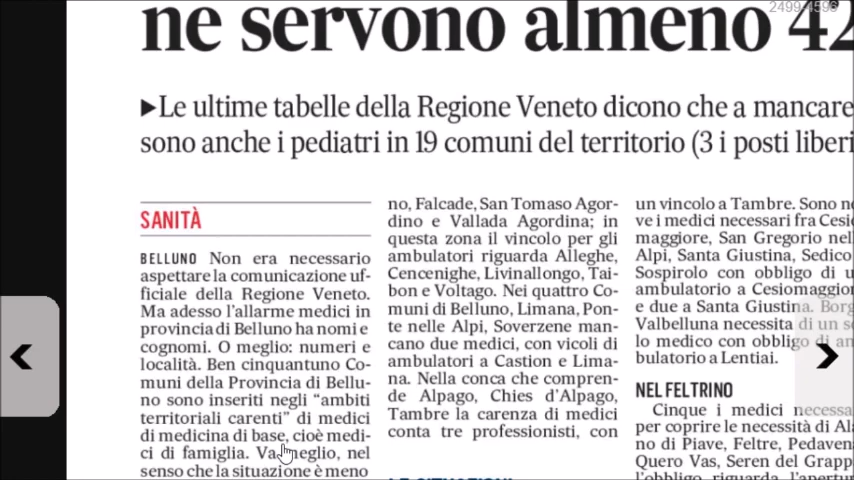 2499-4596
ne servono almeno 42
▶Le ultime tabelle della Regione Veneto dicono che a mancare
sono anche i pediatri in 19 comuni del territorio (3 i posti liberi
SANITÀ
BELLUNO Non era necessario
aspettare la comunicazione uf-
ficiale della Regione Veneto.
Ma adesso l'allarme medici in
provincia di Belluno ha nomi e
cognomi. O meglio: numeri e
località. Ben cinquantuno Co-
muni della Provincia di Bellu-
no sono inseriti negli “ambiti
territoriali carenti” di medici
di medicina di base, cioè medi-
ci di famiglia. Va meglio, nel
senso che la situazione è meno
no, Falcade, San Tomaso Agor-
dino e Vallada Agordina; in
questa zona il vincolo per gli
ambulatori riguarda Alleghe,
Cencenighe, Livinallongo, Tai-
bon e Voltago. Nei quattro Co-
muni di Belluno, Limana, Pon-
te nelle Alpi, Soverzene man-
cano due medici, con vicoli di
ambulatori a Castion e Lima-
na. Nella conca che compren-
de Alpago, Chies d'Alpago,
Tambre la carenza di medici
conta tre professionisti, con
un vincolo a Tambre. Sono no
ve i medici necessari fra Cesio
maggiore, San Gregorio nel
Alpi, Santa Giustina, Sedico
Sospirolo con obbligo di u
ambulatorio a Cesiomaggior
e due a Santa Giustina. Borg
Valbelluna necessita di un so
lo medico con obbligo di am
bulatorio a Lentiai.
NEL FELTRINO
Cinque i medici necessa
per coprire le necessità di Al
no di Piave, Feltre, Pedaven
Quero Vas, Seren del Grapp
l'obbligo riguarda l'apertur